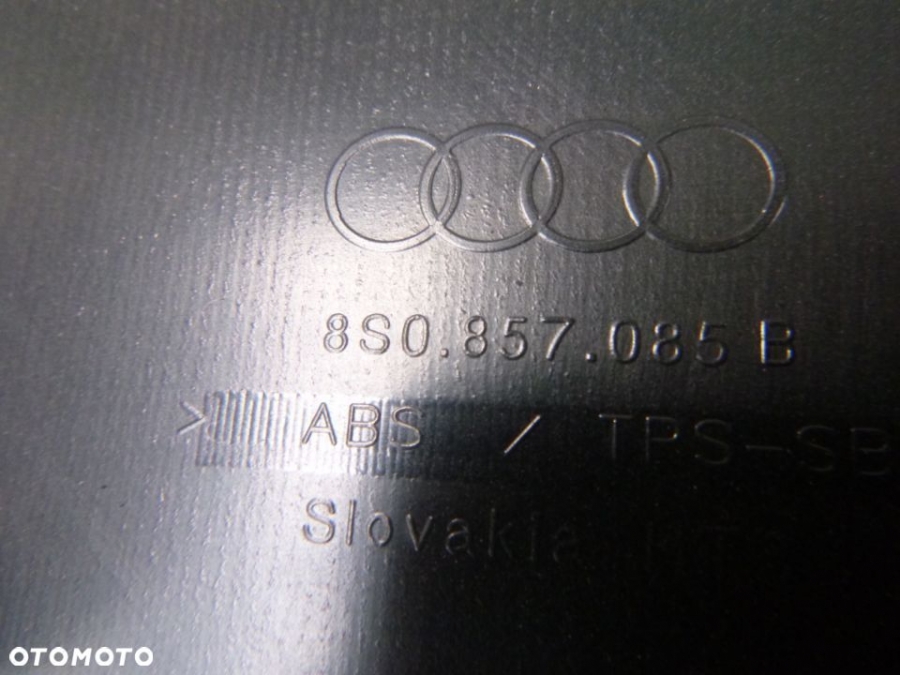 8S0.857.085 B
> ABS / TPS-SB
Slovakia
OTOMOTO